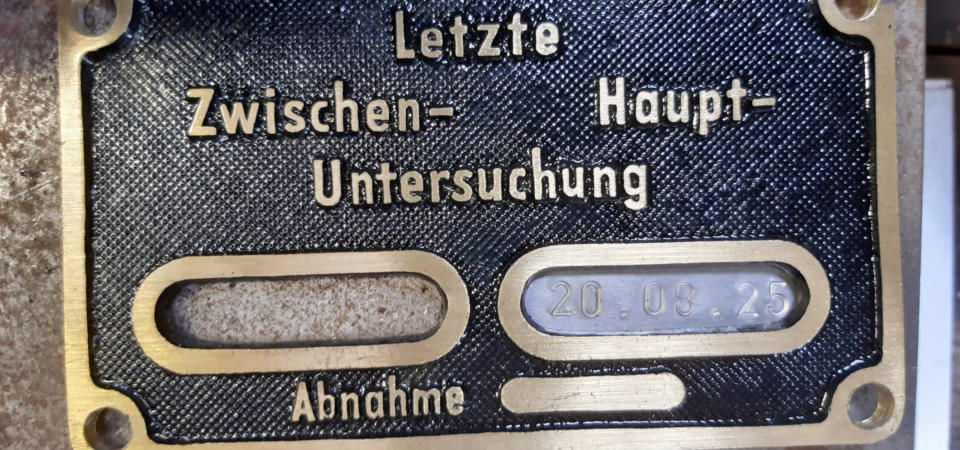 Letzte
Zwischen- Haupt-
Untersuchung
20.08.25
Abnahme